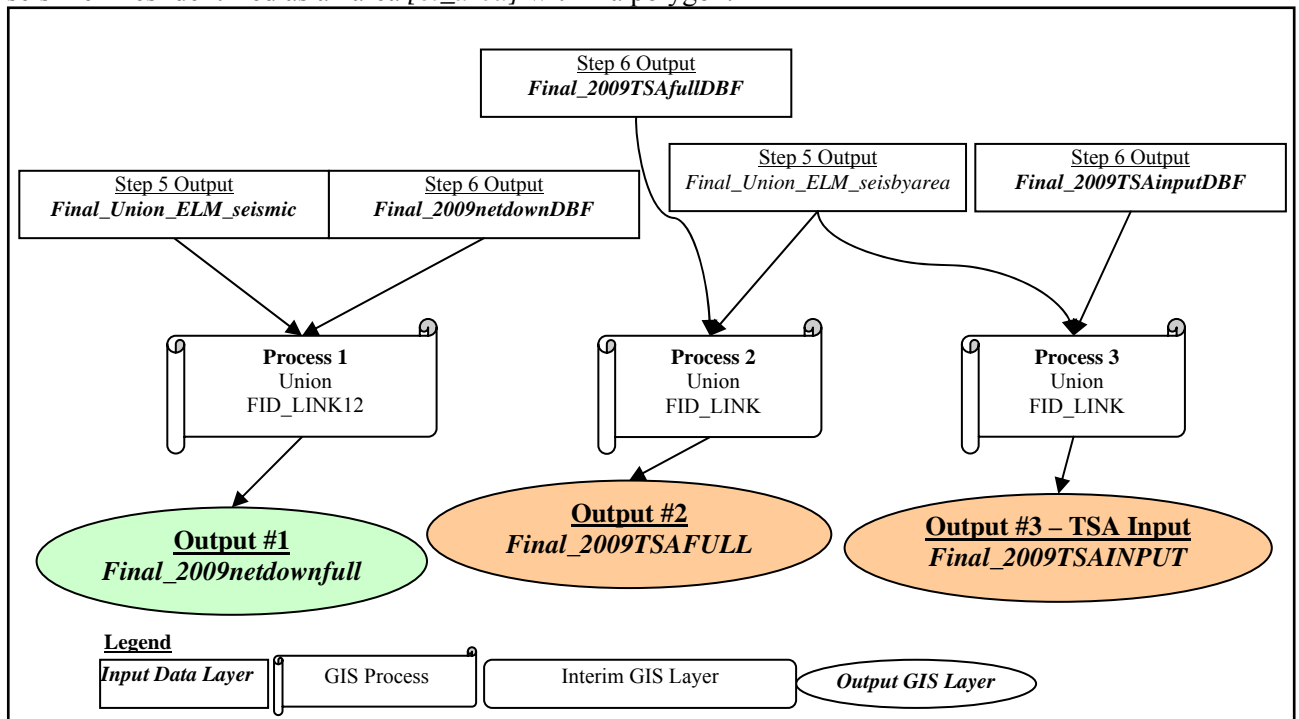 Step 6 Output
Final_2009TSAfullDBF
Step 5 Output
Final_Union_ELM_seismic
Step 6 Output
Final_2009netdownDBF
Step 5 Output
Final_Union_ELM_seisbyarea
Step 6 Output
Final_2009TSAinputDBF
Process 1
Union
FID_LINK12
Process 2
Union
FID_LINK
Process 3
Union
FID_LINK
Output #1
Final_2009netdownfull
Output #2
Final_2009TSAFULL
Output #3 – TSA Input
Final_2009TSAINPUT
Legend
Input Data Layer
GIS Process
Interim GIS Layer
Output GIS Layer